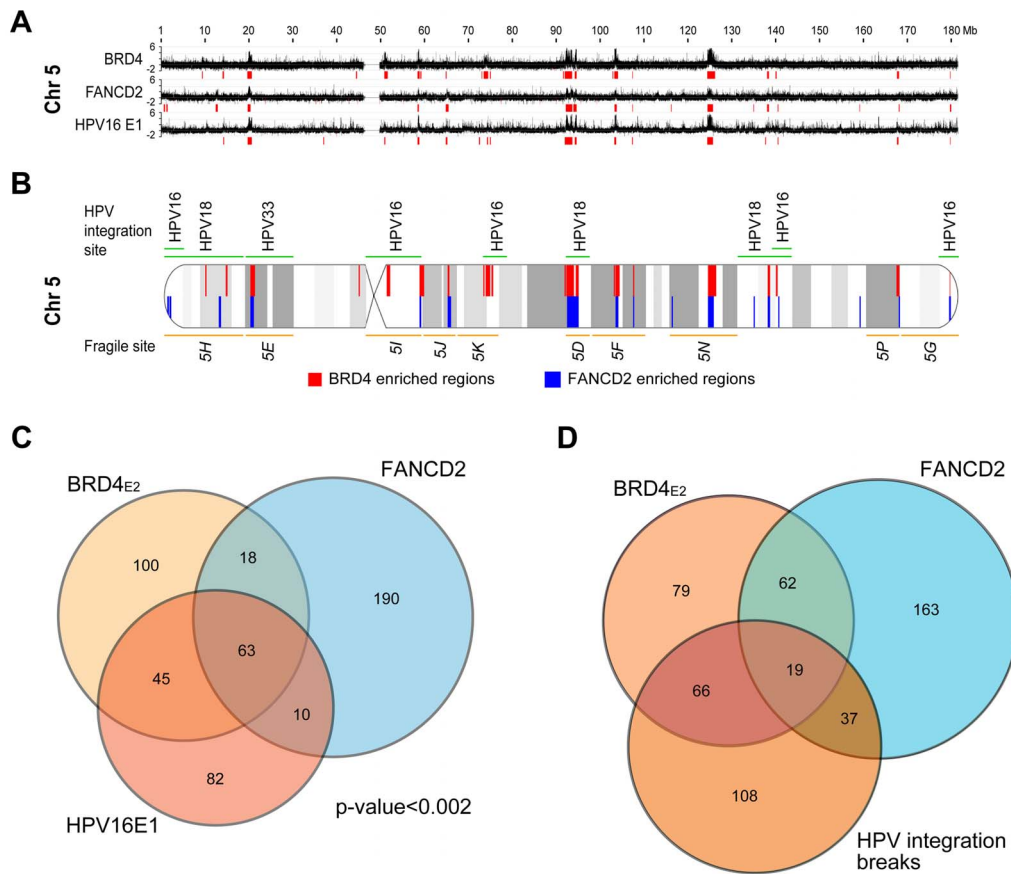 A
1 10 20 30 40 50 60 70 80 90 100 110 120 130 140 150 160 170 180 Mb
Chr 5
BRD4
6
-2
FANCD2
6
-2
HPV16 E1
6
-2
B
HPV
integration
site
HPV16
HPV18
HPV33
HPV16
HPV16
HPV18
HPV18
HPV16
HPV16
Chr 5
Fragile site
5H 5E 5I 5J 5K 5D 5F 5N 5P 5G
BRD4 enriched regions FANCD2 enriched regions
C
BRD4E2
FANCD2
100
18
190
63
45
10
82
HPV16E1
p-value<0.002
D
BRD4E2
FANCD2
79
62
163
19
66
37
108
HPV integration
breaks